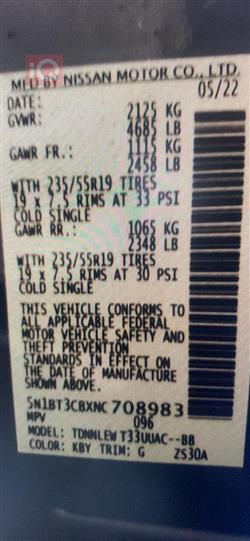 iQ
MFD BY NISSAN MOTOR CO., LTD.
DATE: 05/22
GVWR: 2125 KG
4685 LB
GAWR FR.: 1115 KG
2458 LB
WITH 235/55R19 TIRES
19 x 7.5 RIMS AT 33 PSI
COLD SINGLE
GAWR RR.: 1065 KG
2348 LB
WITH 235/55R19 TIRES
19 x 7.5 RIMS AT 30 PSI
COLD SINGLE
THIS VEHICLE CONFORMS TO
ALL APPLICABLE FEDERAL
MOTOR VEHICLE SAFETY AND
THEFT PREVENTION
STANDARDS IN EFFECT ON
THE DATE OF MANUFACTURE
SHOWN ABOVE.
5N1BT3CBXNC708983
MPV 096
MODEL: TDNNLEW T33UUAC--BB
COLOR: KBY TRIM: G ZS30A